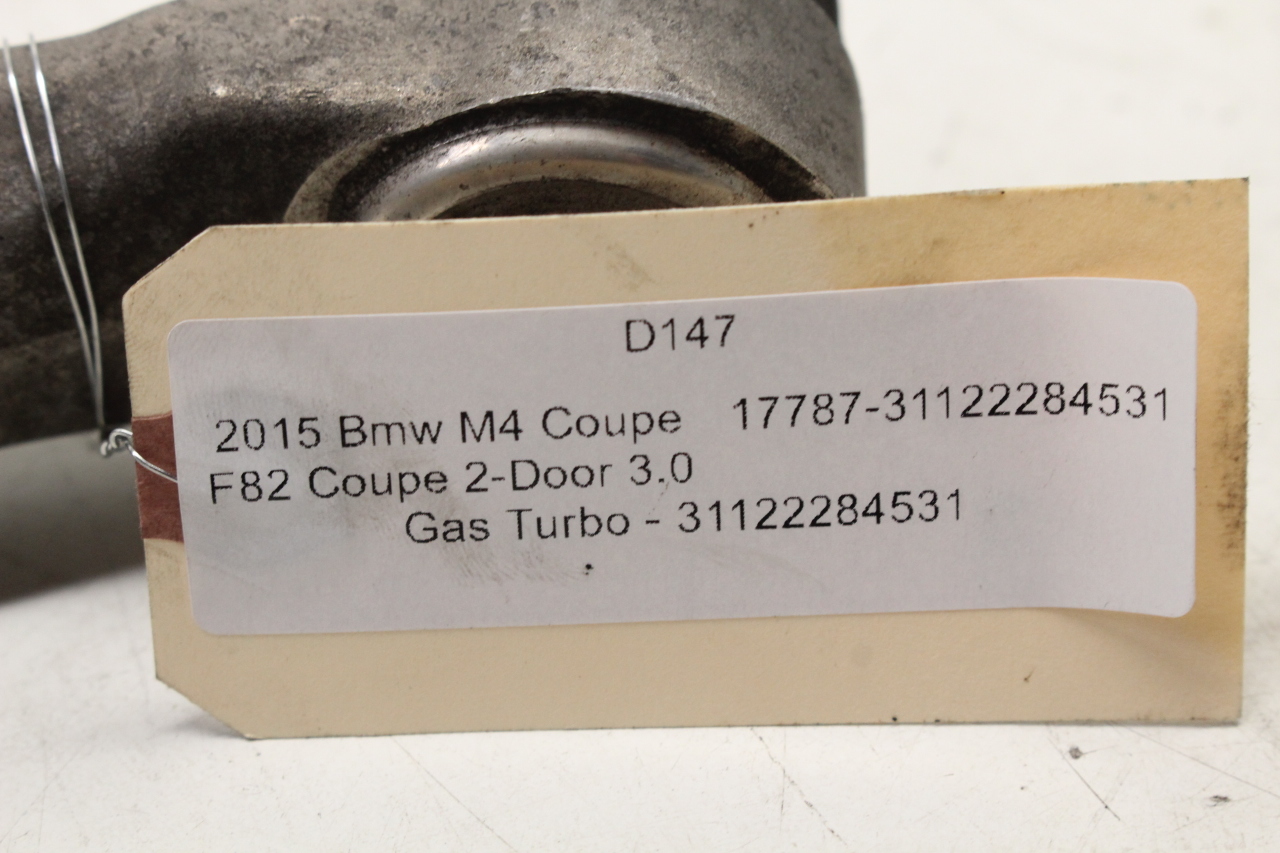 D147
2015 Bmw M4 Coupe 17787-31122284531
F82 Coupe 2-Door 3.0
Gas Turbo - 31122284531